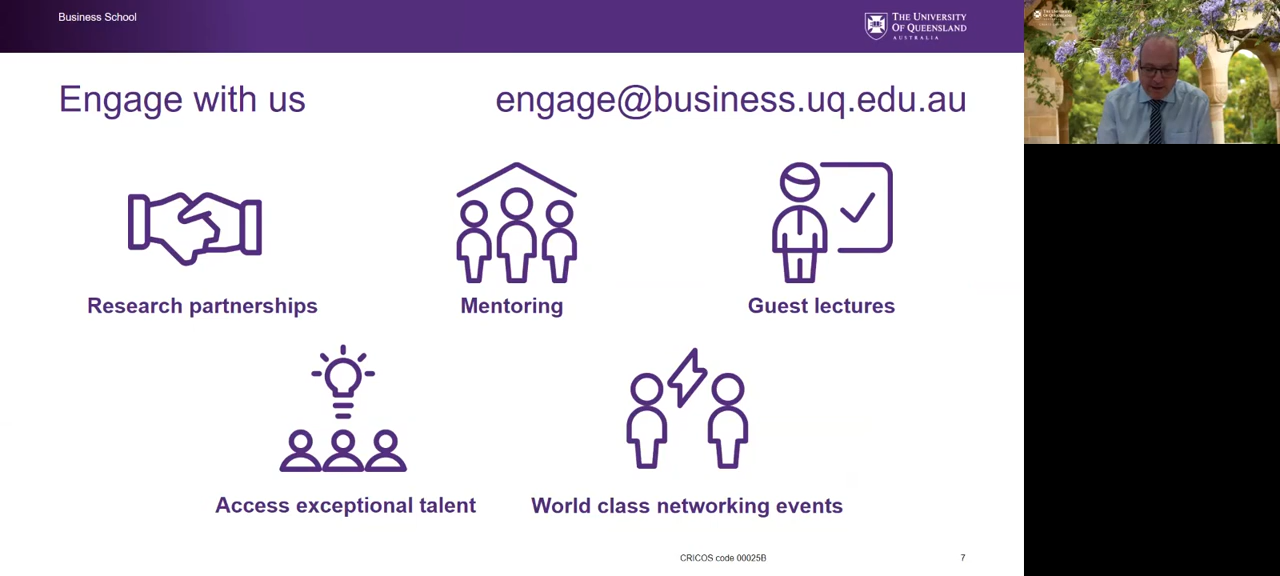 Business School
THE UNIVERSITY
OF QUEENSLAND
AUSTRALIA
Engage with us
engage@business.uq.edu.au
Research partnerships
Mentoring
Guest lectures
Access exceptional talent
World class networking events
CRICOS code 00025B
7